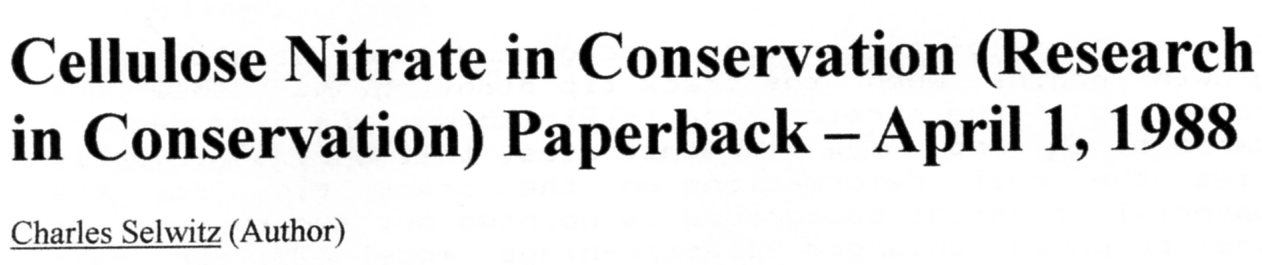 Cellulose Nitrate in Conservation (Research
in Conservation) Paperback – April 1, 1988
Charles Selwitz (Author)